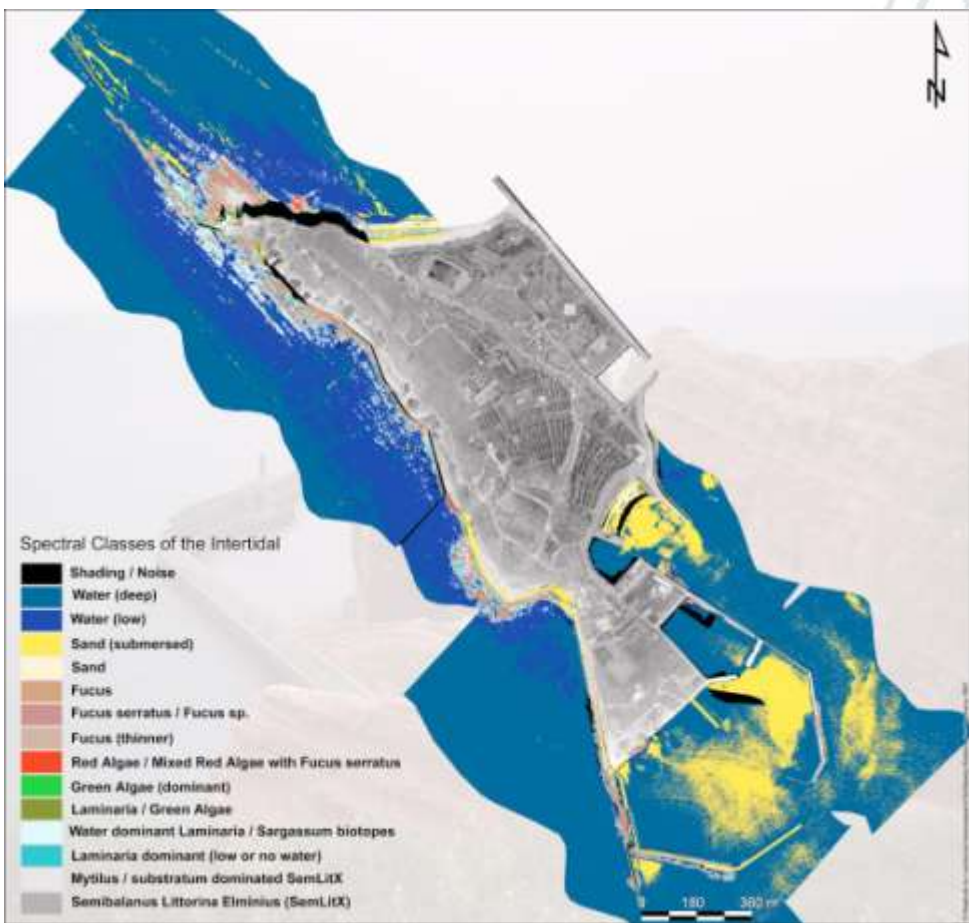 N
Spectral Classes of the Intertidal
Shading / Noise
Water (deep)
Water (low)
Sand (submersed)
Sand
Fucus
Fucus serratus / Fucus sp.
Fucus (thinner)
Red Algae / Mixed Red Algae with Fucus serratus
Green Algae (dominant)
Laminaria / Green Algae
Water dominant Laminaria / Sargassum biotopes
Laminaria dominant (low or no water)
Mytilus / substratum dominated SemLitX
Semibalanus Littorina Elminius (SemLitX)
0 180 360 m